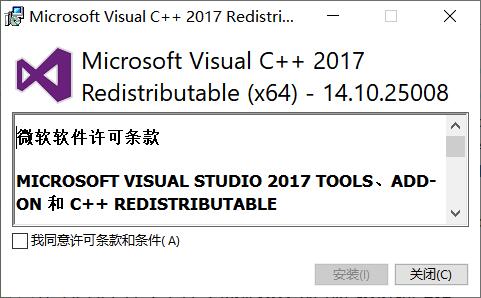 Microsoft Visual C++ 2017 Redistri...
Microsoft Visual C++ 2017
Redistributable (x64) - 14.10.25008
微软软件许可条款
MICROSOFT VISUAL STUDIO 2017 TOOLS、ADD-
ON 和 C++ REDISTRIBUTABLE
我同意许可条款和条件(A)
安装(I)
关闭(C)